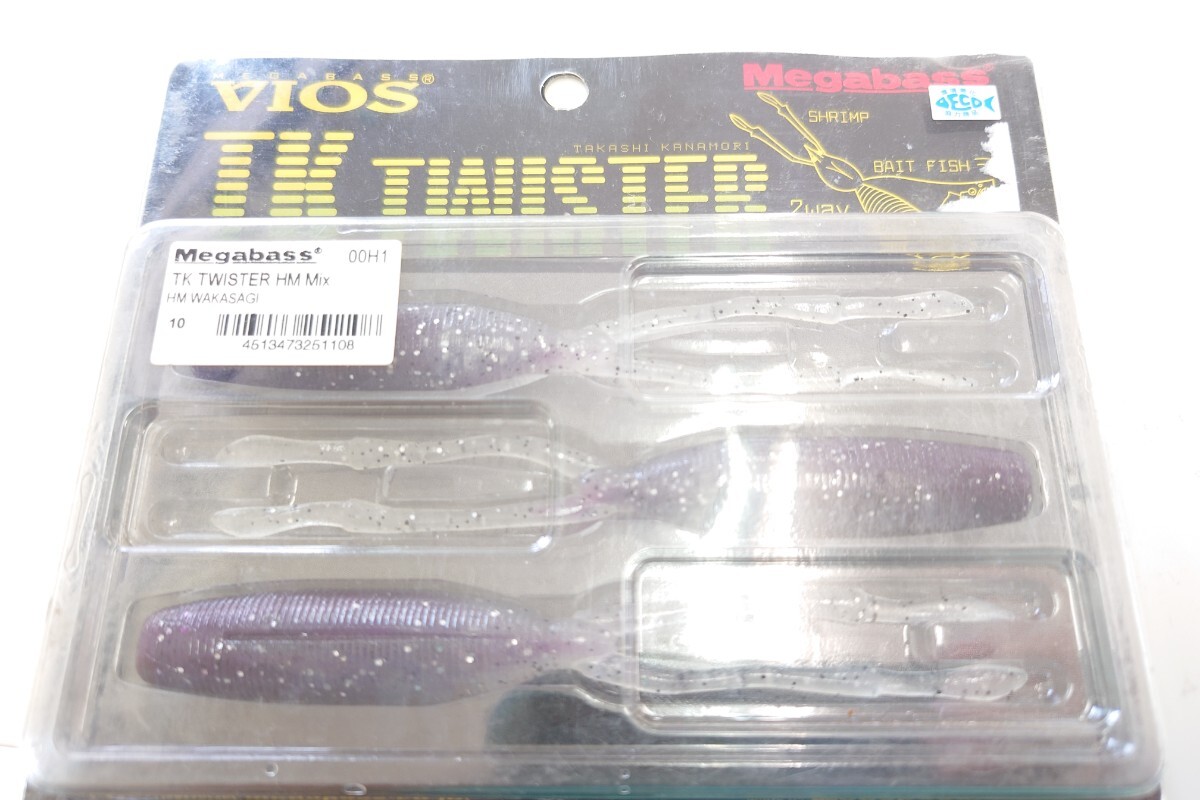 MEGABASS®
VIOS
Megabass
ECO
SHRIMP
TAKASHI KANAMORI
BAIT FISH
TK TWISTER
2way
Megabass® 00H1
TK TWISTER HM Mix
HM WAKASAGI
10
4513473251108